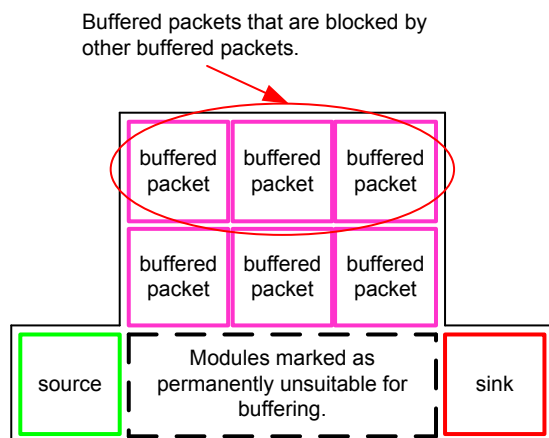 Buffered packets that are blocked by
other buffered packets.
buffered
packet
buffered
packet
buffered
packet
buffered
packet
buffered
packet
buffered
packet
source
Modules marked as
permanently unsuitable for
buffering.
sink